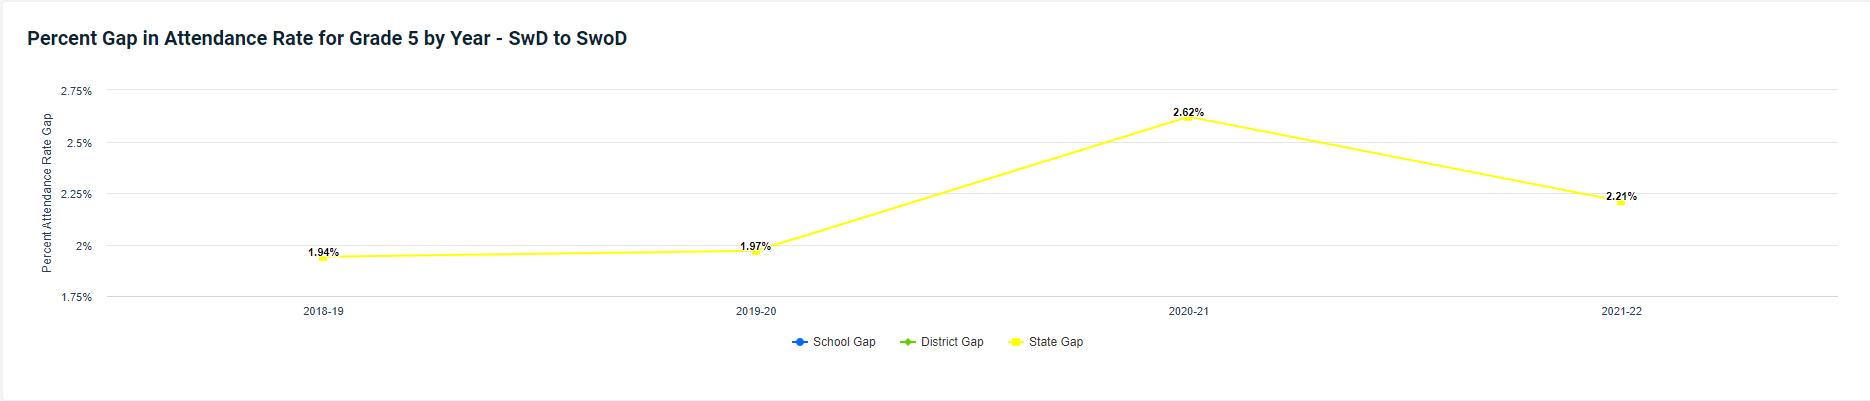 Percent Gap in Attendance Rate for Grade 5 by Year - SwD to SwoD
Percent Attendance Rate Gap
2.75%
2.5%
2.25%
2%
1.75%
1.94%
1.97%
2.62%
2.21%
2018-19
2019-20
2020-21
2021-22
School Gap
District Gap
State Gap